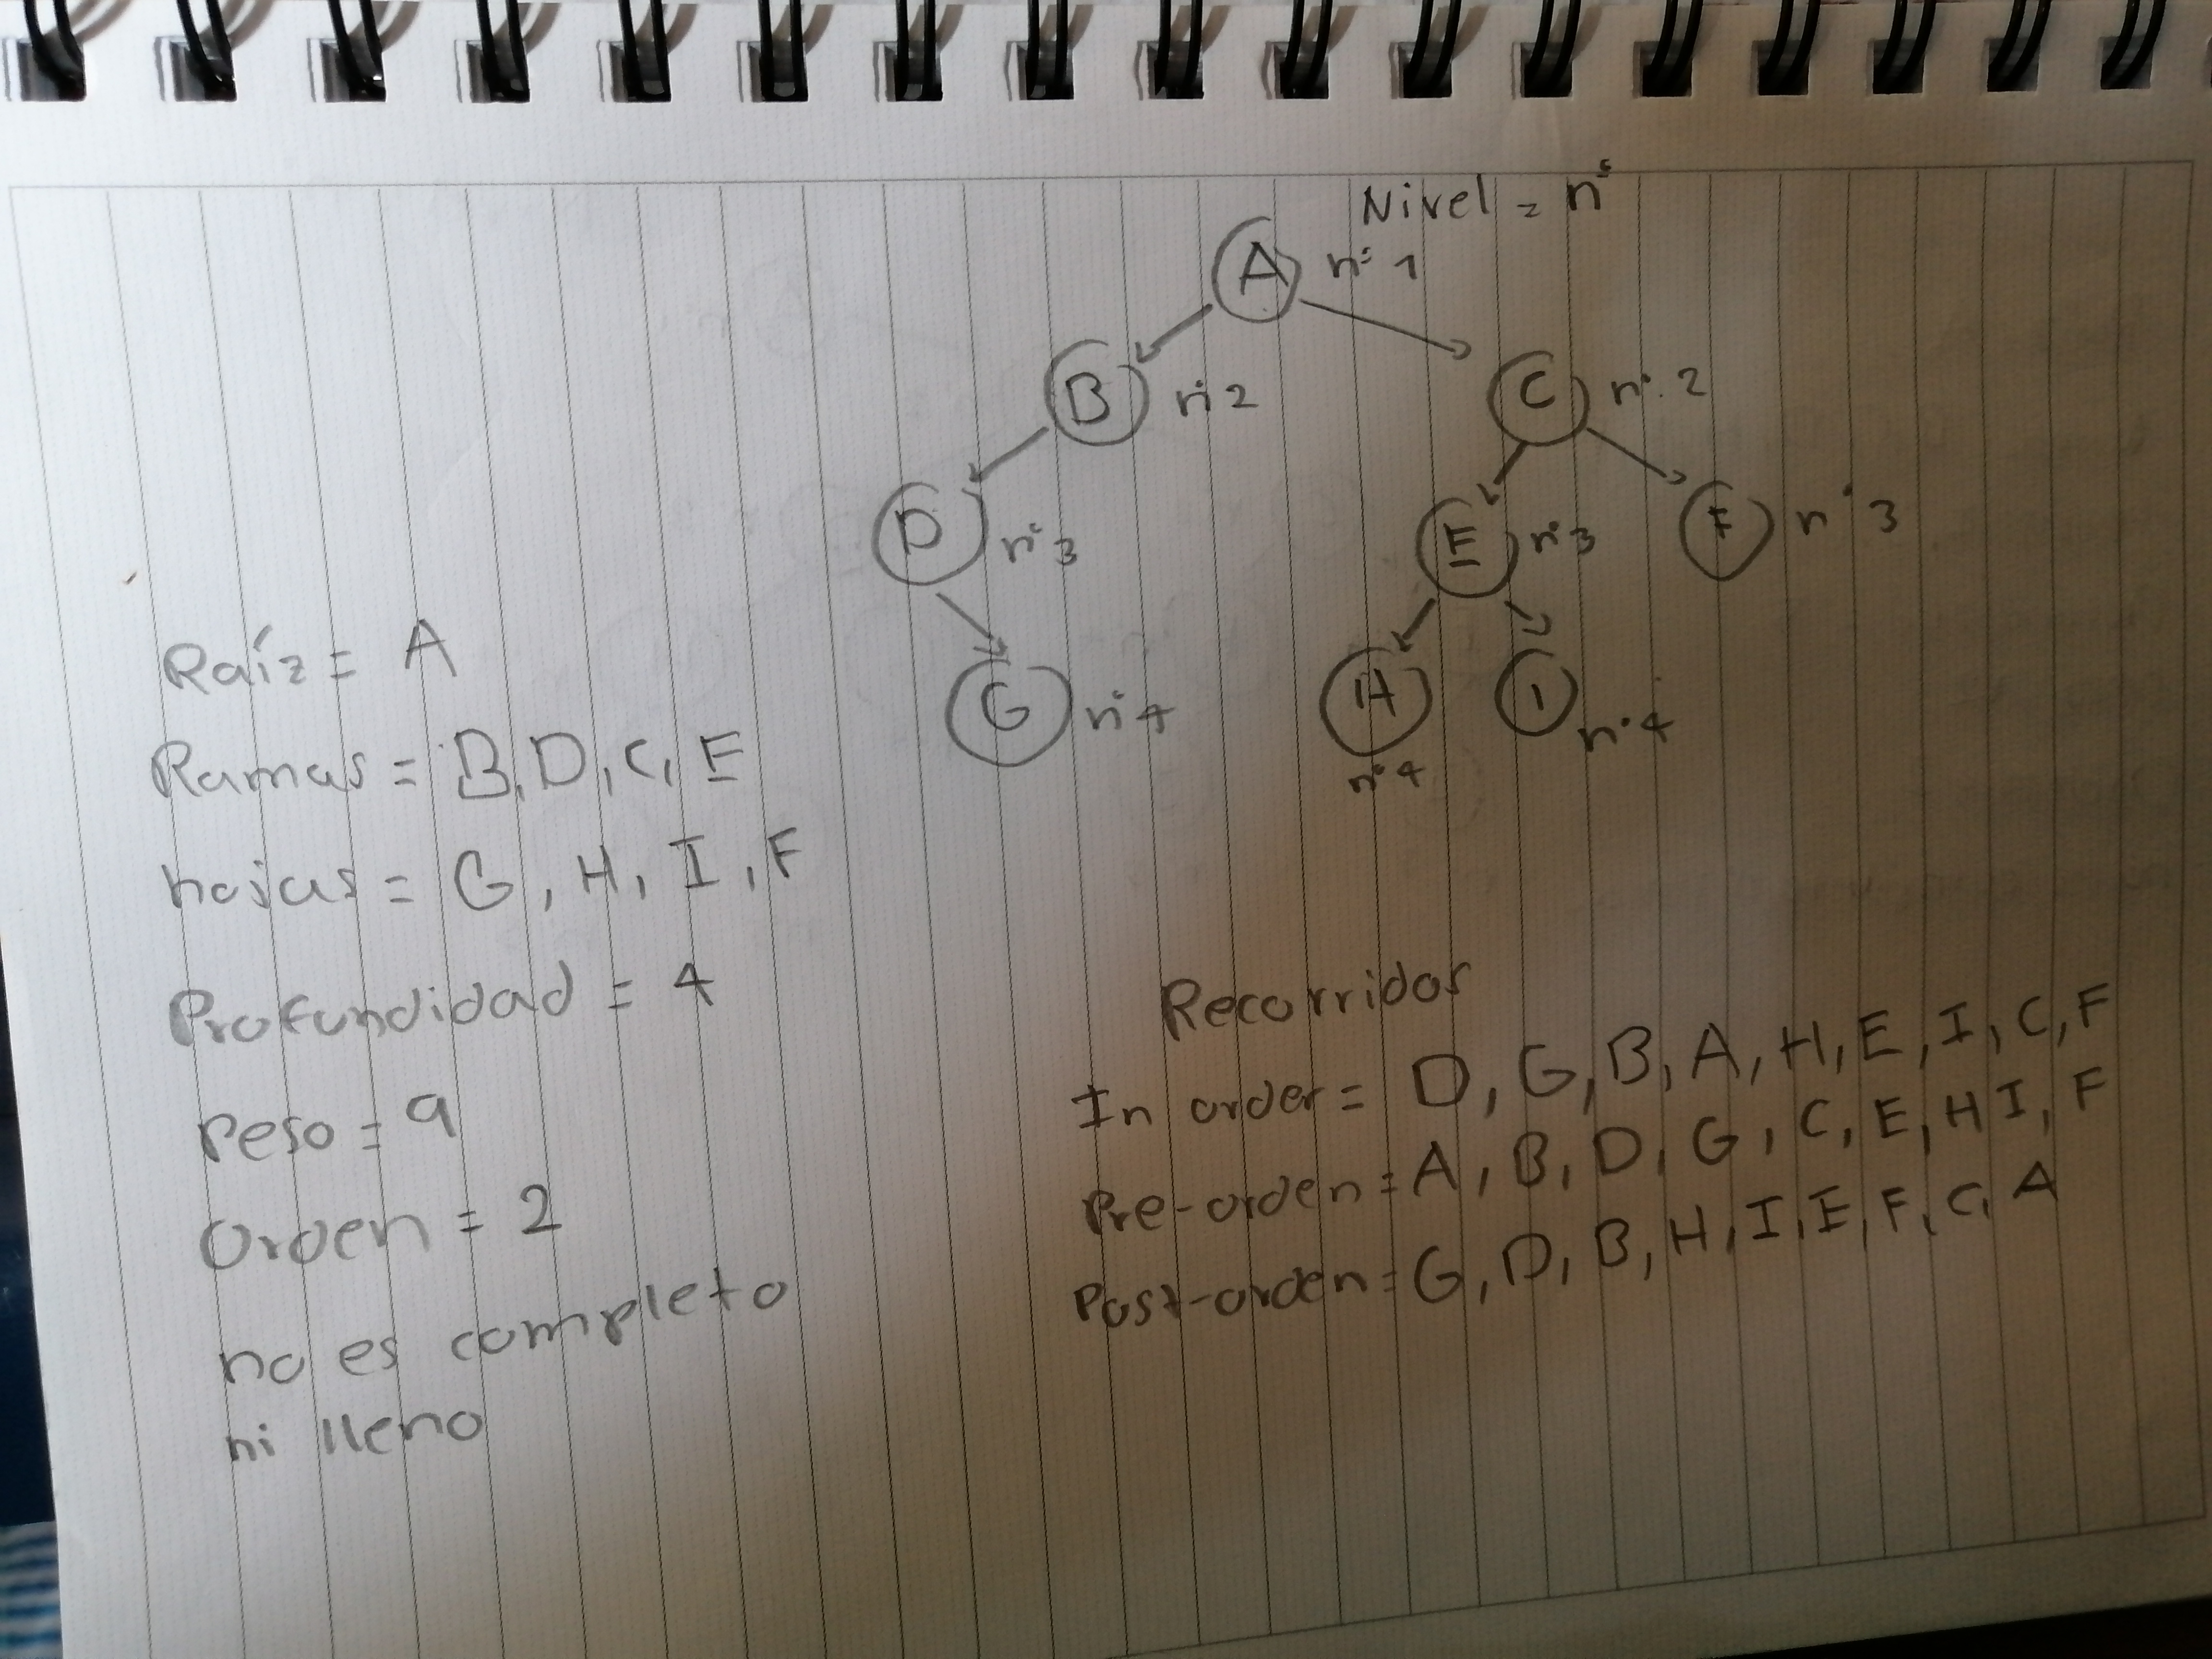 Nivel = n°
A n° 1
B n° 2 C n°. 2
D n° 3 E n° 3 F n° 3
G n° 4 H n° 4 I n° 4
Raíz = A
Ramas = B, D, C, E
hojas = G, H, I, F
Profundidad = 4
Peso = 9
Orden = 2
no es completo
ni lleno
Recorridos
In order = D, G, B, A, H, E, I, C, F
Pre-orden = A, B, D, G, C, E, H I, F
Post-orden = G, D, B, H, I, E, F, C, A